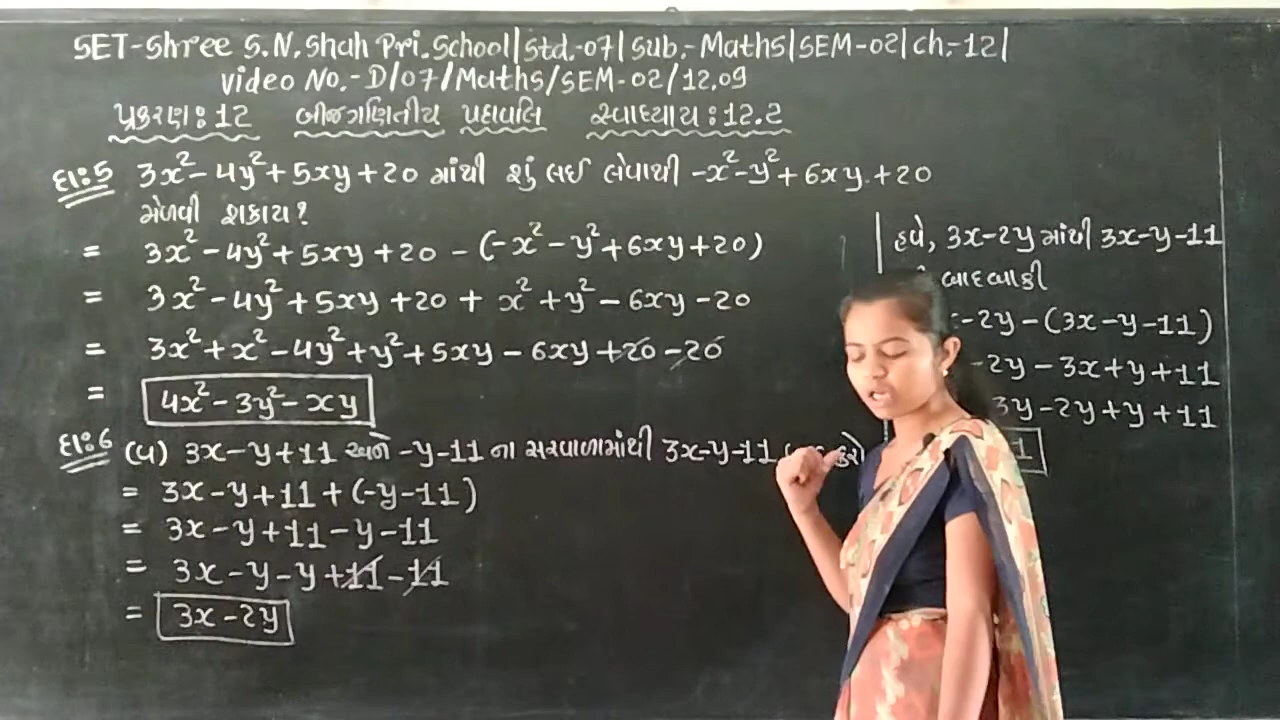 SET-Shree S.N.Shah Pri.School|Std.-07|Sub.-Maths|SEM-02|ch.-12|
Video No.-D/07/Maths/SEM-02/12.09
પ્રકરણ:12 બીજગણિતીય પદાવલિ સ્વાધ્યાય:12.2
દા:5 3x²-4y²+5xy+20 માંથી શું લઈ લેવાથી -x²-y²+6xy+20
મેળવી શકાય?
= 3x²-4y²+5xy+20-(-x²-y²+6xy+20)
= 3x²-4y²+5xy+20+x²+y²-6xy-20
= 3x²+x²-4y²+y²+5xy-6xy+20-20
= 4x²-3y²-xy
દા:6 (A) 3x-y+11 અને -y-11 ના સરવાળામાંથી 3x-y-11 કરો
= 3x-y+11+(-y-11)
= 3x-y+11-y-11
= 3x-y-y+11-11
= 3x-2y
હવે, 3x-2y માંથી 3x-y-11
બાદબાકી
-2y-(3x-y-11)
-2y-3x+y+11
3y-2y+y+11
1